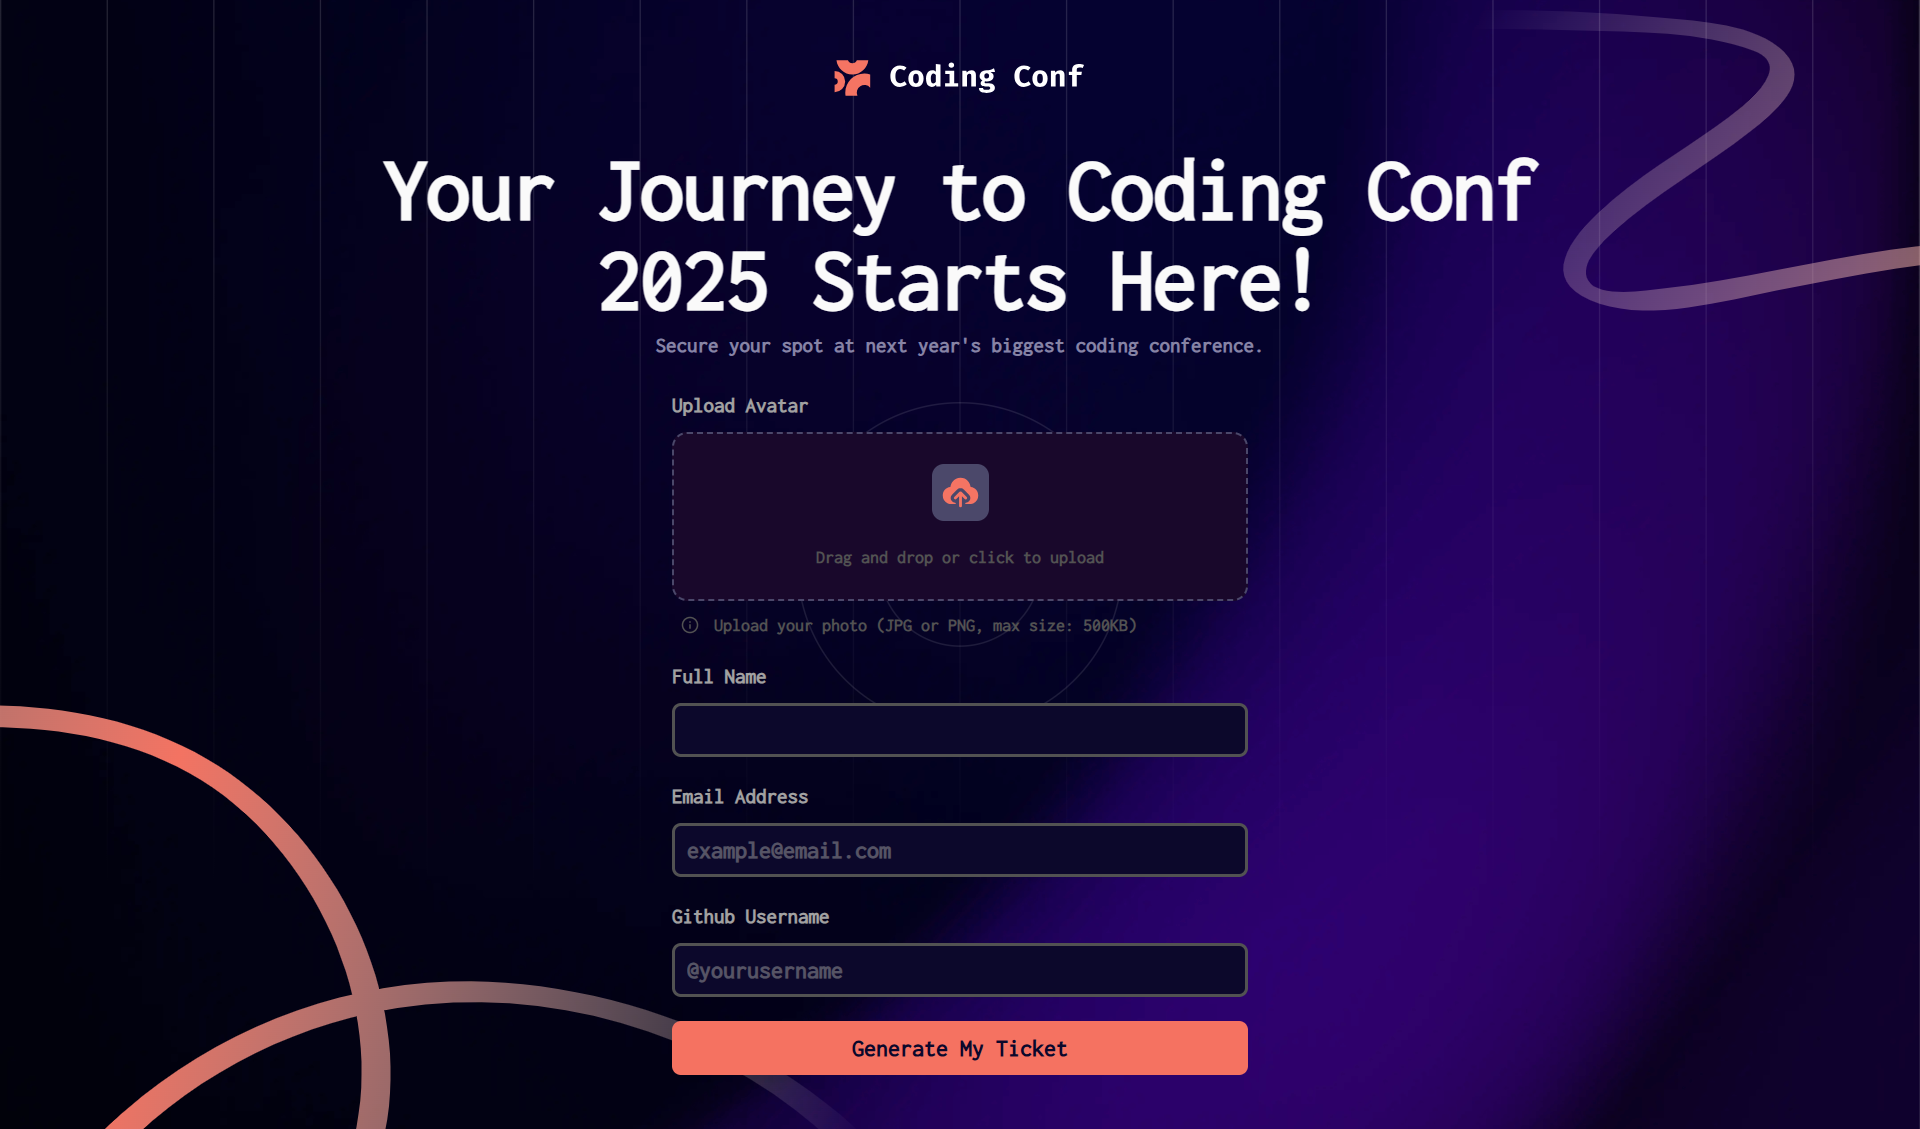 Coding Conf
Your Journey to Coding Conf
2025 Starts Here!
Secure your spot at next year's biggest coding conference.
Upload Avatar
Drag and drop or click to upload
Upload your photo (JPG or PNG, max size: 500KB)
Full Name
Email Address
example@email.com
Github Username
@yourusername
Generate My Ticket